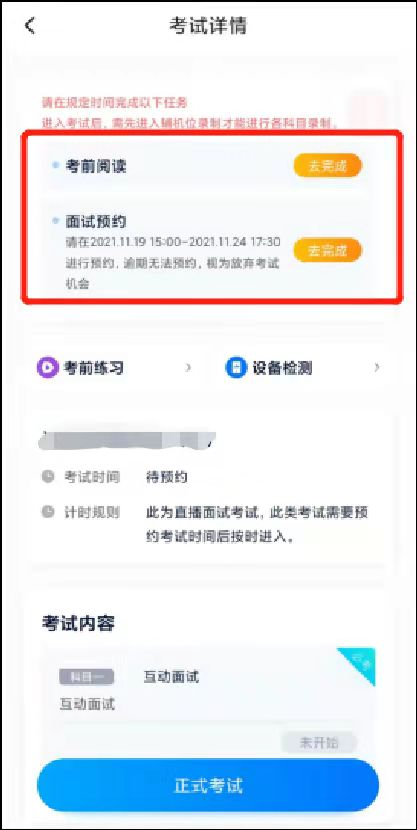 考试详情
请在规定时间完成以下任务
进入考试后，需先进入辅机位录制才能进行各科目录制。
考前阅读
去完成
面试预约
请在2021.11.19 15:00-2021.11.24 17:30
进行预约，逾期无法预约，视为放弃考试
机会
去完成
考前练习
设备检测
考试时间 待预约
计时规则 此为直播面试考试，此类考试需要预
约考试时间后按时进入。
考试内容
必考
科目一 互动面试
互动面试
未开始
正式考试